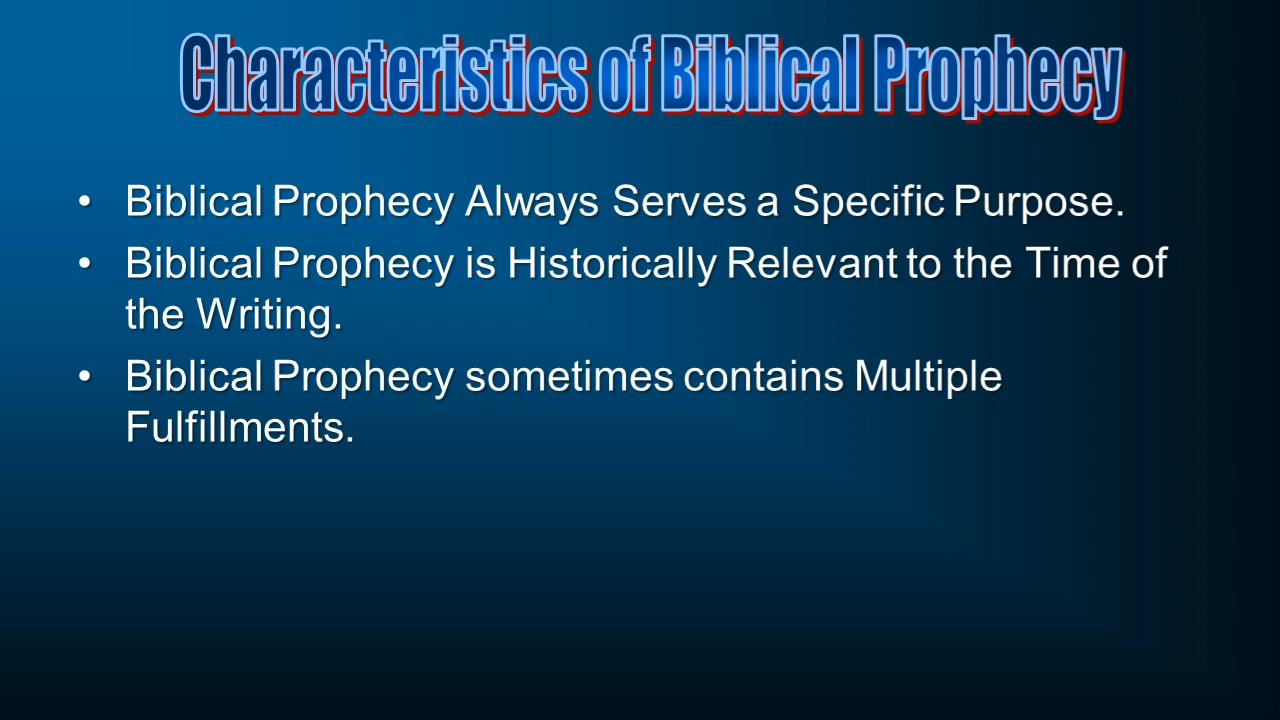 Characteristics of Biblical Prophecy
• Biblical Prophecy Always Serves a Specific Purpose.
• Biblical Prophecy is Historically Relevant to the Time of
the Writing.
• Biblical Prophecy sometimes contains Multiple
Fulfillments.